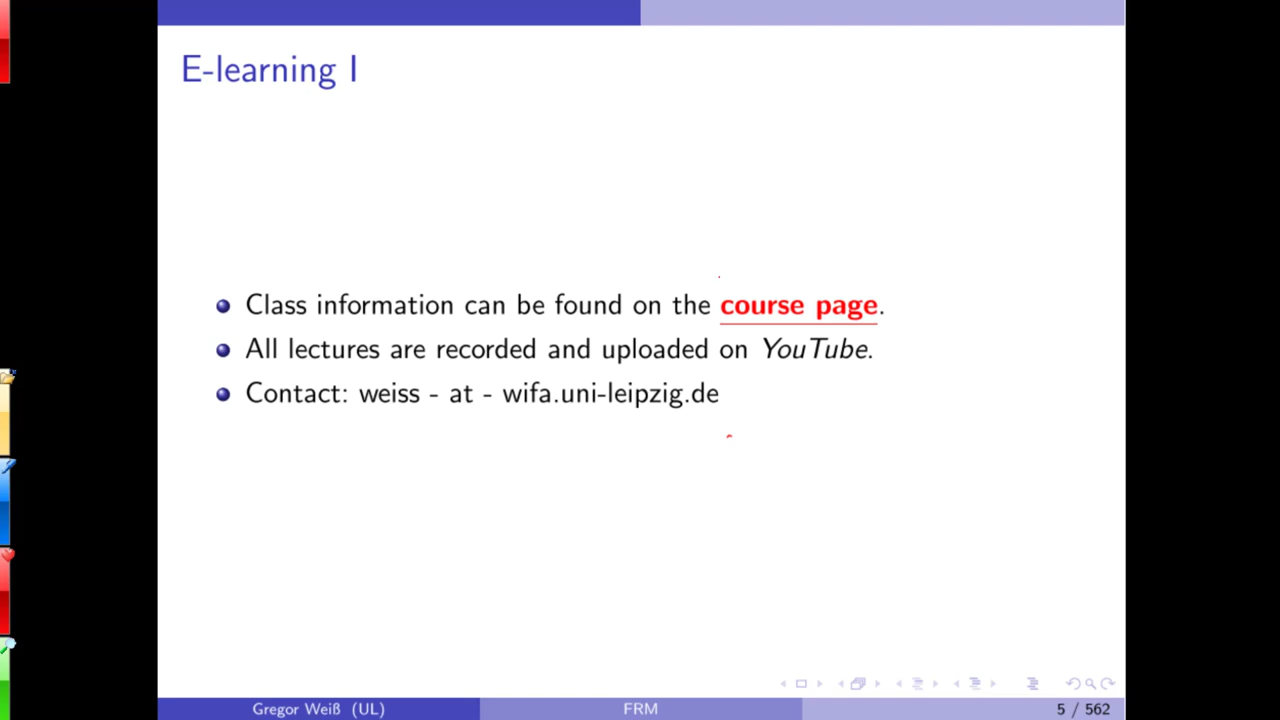 E-learning I
Class information can be found on the course page.
All lectures are recorded and uploaded on YouTube.
Contact: weiss - at - wifa.uni-leipzig.de
Gregor Weiß (UL)
FRM
5 / 562